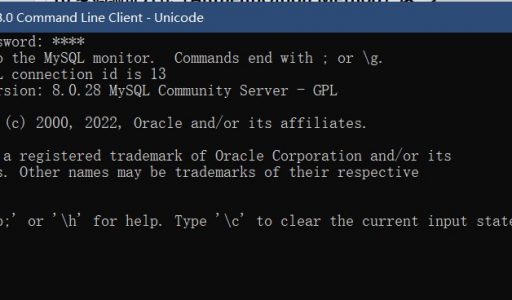 .0 Command Line Client - Unicode
sword: ****
o the MySQL monitor.  Commands end with ; or \g.
L connection id is 13
rsion: 8.0.28 MySQL Community Server - GPL
(c) 2000, 2022, Oracle and/or its affiliates.
a registered trademark of Oracle Corporation and/or its
s. Other names may be trademarks of their respective
p;' or '\h' for help. Type '\c' to clear the current input state